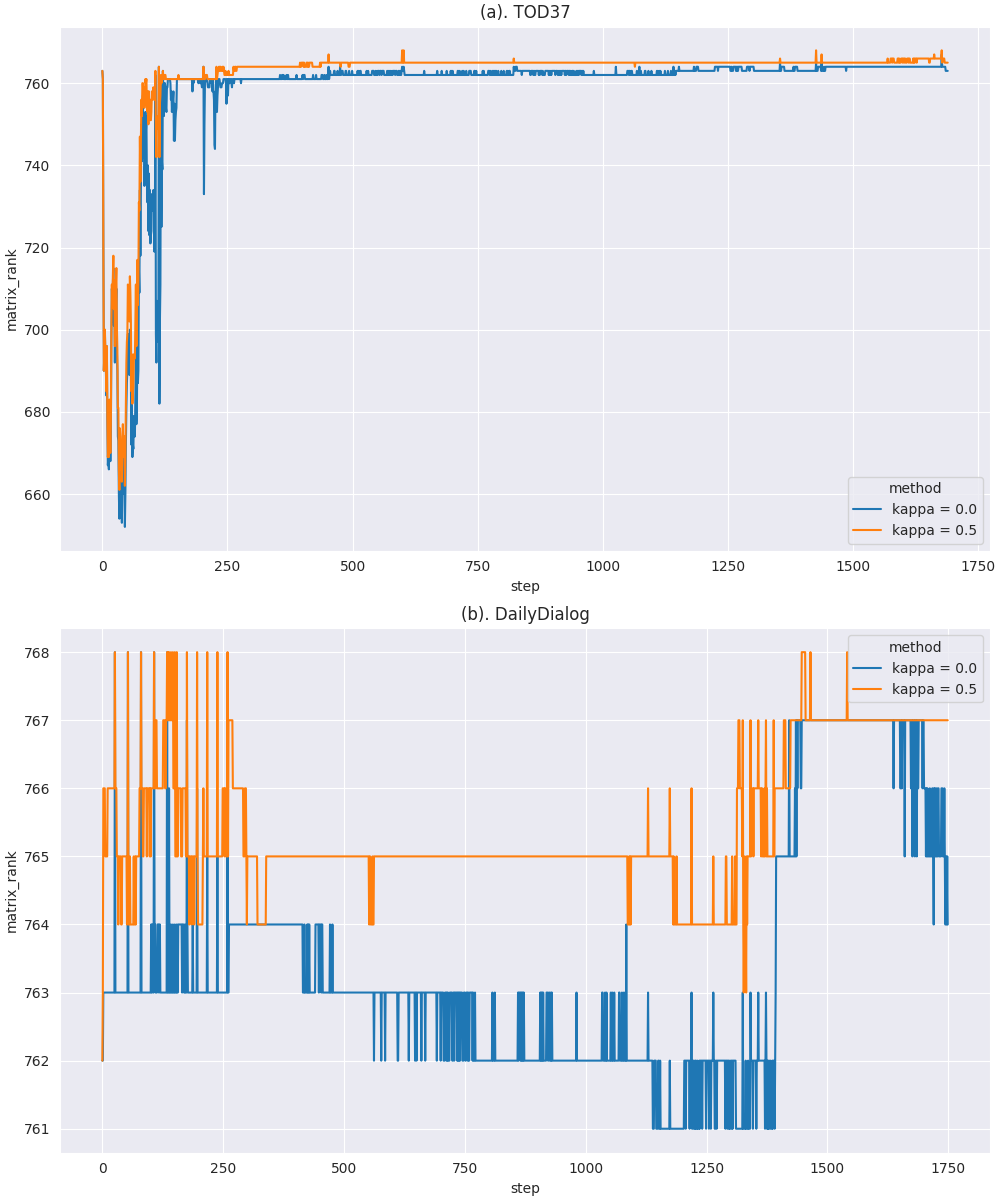 (a). TOD37
matrix_rank
760
740
720
700
680
660
0 250 500 750 1000 1250 1500 1750
step
method
kappa = 0.0
kappa = 0.5
(b). DailyDialog
matrix_rank
768
767
766
765
764
763
762
761
0 250 500 750 1000 1250 1500 1750
step
method
kappa = 0.0
kappa = 0.5